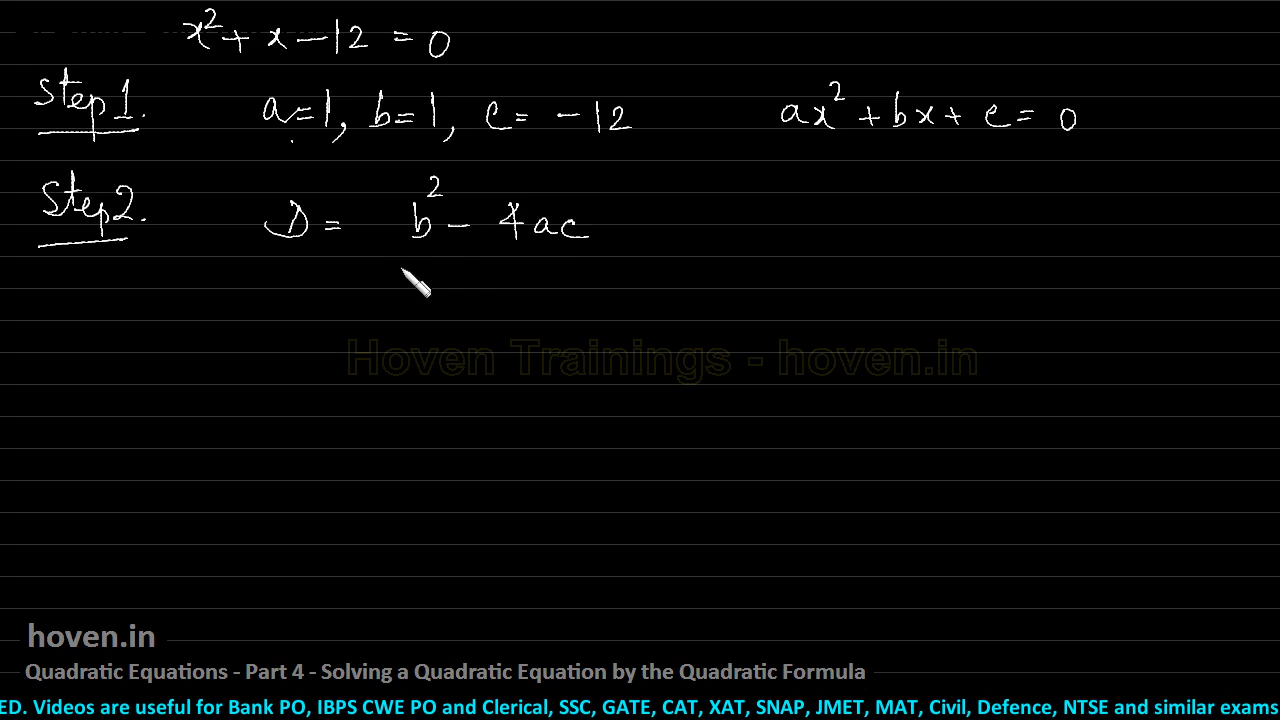 x² + x - 12 = 0
Step 1. a = 1, b = 1, c = -12 ax² + bx + c = 0
Step 2. D = b² - 4ac
Hoven Trainings - hoven.in
hoven.in
Quadratic Equations - Part 4 - Solving a Quadratic Equation by the Quadratic Formula
ED. Videos are useful for Bank PO, IBPS CWE PO and Clerical, SSC, GATE, CAT, XAT, SNAP, JMET, MAT, Civil, Defence, NTSE and similar exams